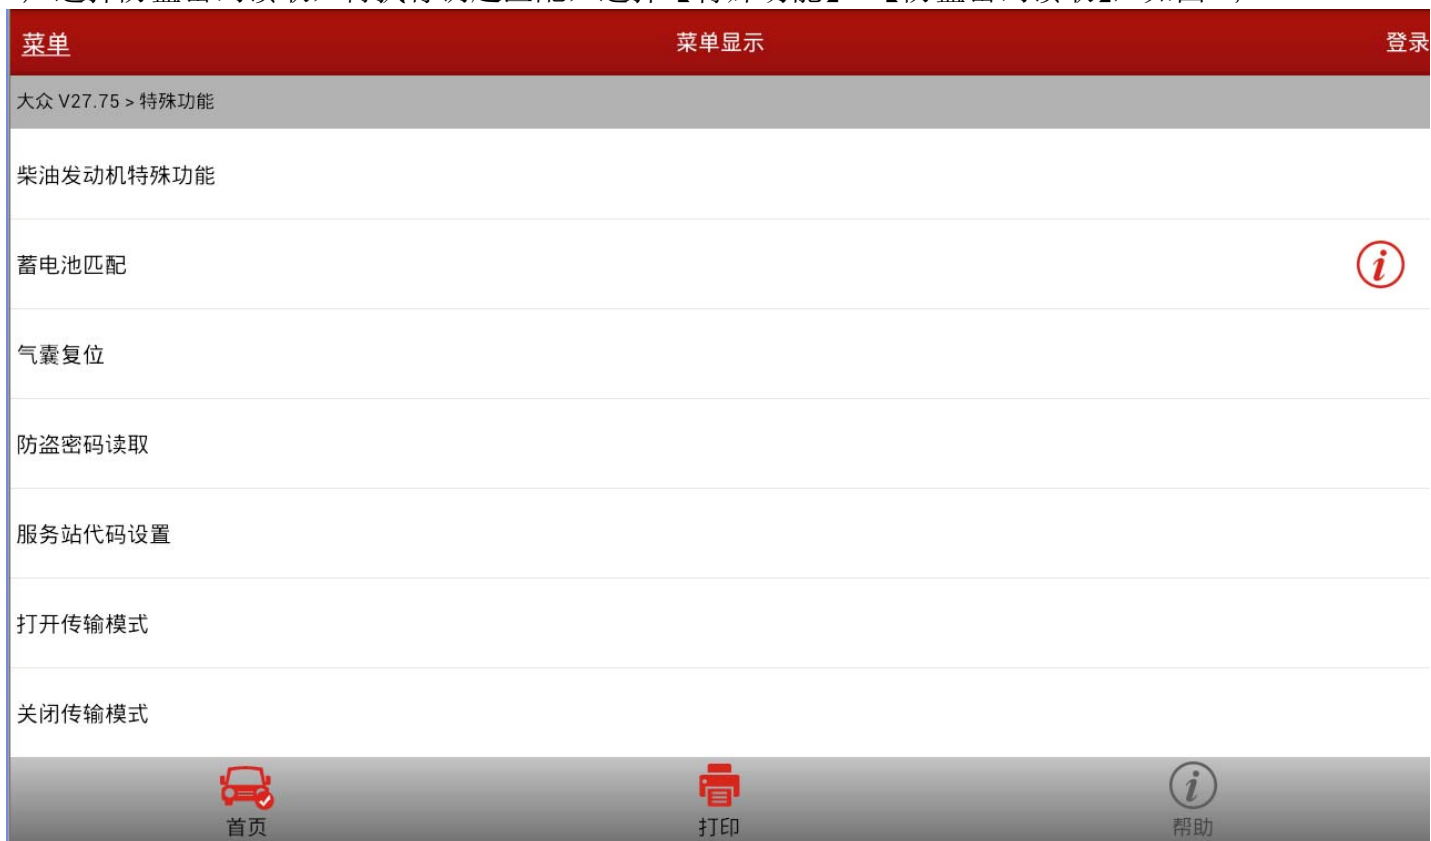 菜单
菜单显示
登录
大众 V27.75 > 特殊功能
柴油发动机特殊功能
蓄电池匹配
气囊复位
防盗密码读取
服务站代码设置
打开传输模式
关闭传输模式
首页
打印
帮助